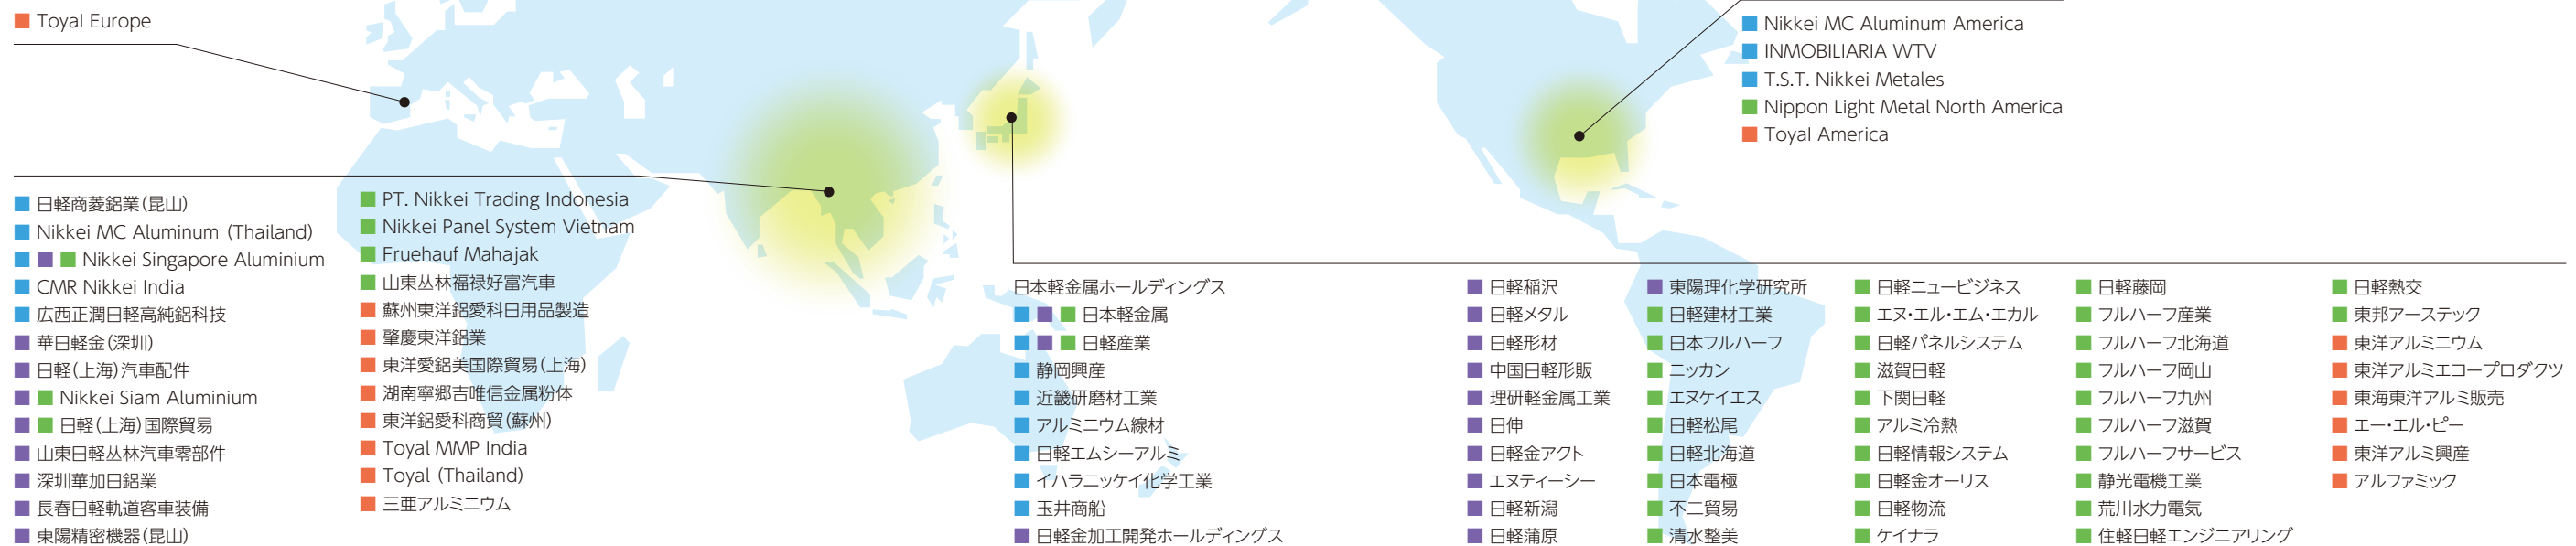 Toyal Europe
Nikkei MC Aluminum America
INMOBILIARIA WTV
T.S.T. Nikkei Metales
Nippon Light Metal North America
Toyal America
日軽商菱鋁業(昆山)
Nikkei MC Aluminum (Thailand)
Nikkei Singapore Aluminium
CMR Nikkei India
広西正潤日軽高純鋁科技
華日軽金(深圳)
日軽(上海)汽車配件
Nikkei Siam Aluminium
日軽(上海)国際貿易
山東日軽丛林汽車零部件
深圳華加日鋁業
長春日軽軌道客車装備
東陽精密機器(昆山)
PT. Nikkei Trading Indonesia
Nikkei Panel System Vietnam
Fruehauf Mahajak
山東丛林福禄好富汽車
蘇州東洋鋁愛科日用品製造
肇慶東洋鋁業
東洋愛鋁美国際貿易(上海)
湖南寧郷吉唯信金属粉体
東洋鋁愛科商貿(蘇州)
Toyal MMP India
Toyal (Thailand)
三亜アルミニウム
日本軽金属ホールディングス
日本軽金属
日軽産業
静岡興産
近畿研磨材工業
アルミニウム線材
日軽エムシーアルミ
イハラニッケイ化学工業
玉井商船
日軽金加工開発ホールディングス
日軽稲沢
日軽メタル
日軽形材
中国日軽形販
理研軽金属工業
日伸
日軽金アクト
エヌティーシー
日軽新潟
日軽蒲原
東陽理化学研究所
日軽建材工業
日本フルハーフ
ニッカン
エヌケイエス
日軽松尾
日軽北海道
日本電極
不二貿易
清水整美
日軽ニュービジネス
エヌ・エル・エム・エカル
日軽パネルシステム
滋賀日軽
下関日軽
アルミ冷熱
日軽情報システム
日軽金オーリス
日軽物流
ケイナラ
日軽藤岡
フルハーフ産業
フルハーフ北海道
フルハーフ岡山
フルハーフ九州
フルハーフ滋賀
フルハーフサービス
静光電機工業
荒川水力電気
住軽日軽エンジニアリング
日軽熱交
東邦アーステック
東洋アルミニウム
東洋アルミエコープロダクツ
東海東洋アルミ販売
エー・エル・ピー
東洋アルミ興産
アルファミック